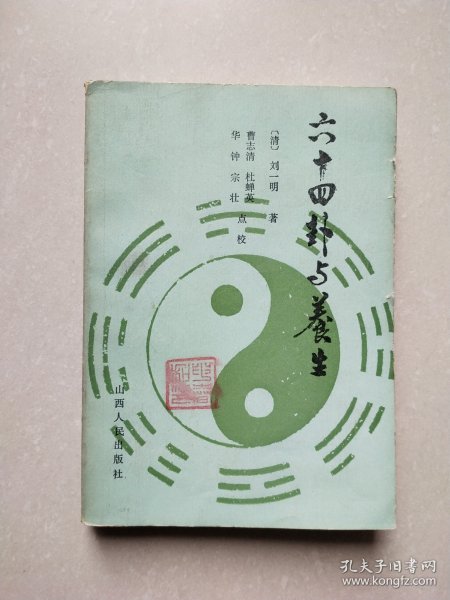 六十四卦与養生
〔清〕刘一明 著
曹志清 杜蝉英
华钟 宗壮 点校
山西人民出版社
孔夫子旧书网
www.kongfz.com